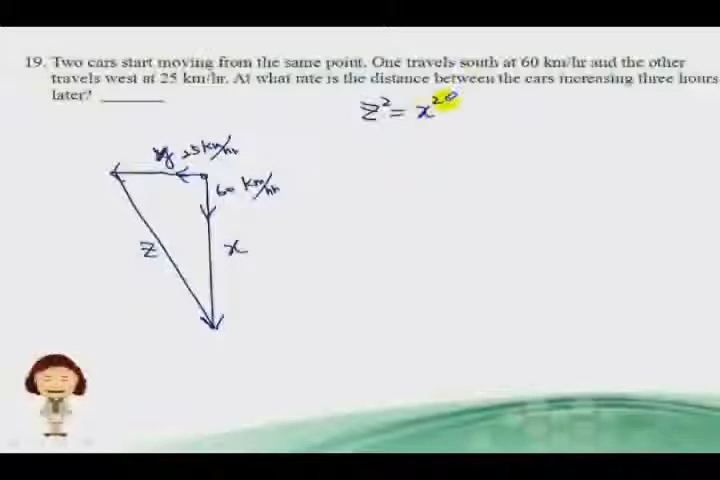 19. Two cars start moving from the same point. One travels south at 60 km/hr and the other
travels west at 25 km/hr. At what rate is the distance between the cars increasing three hours
later? ________
z² = x²
y 25 km/hr
60 km/hr
z
x